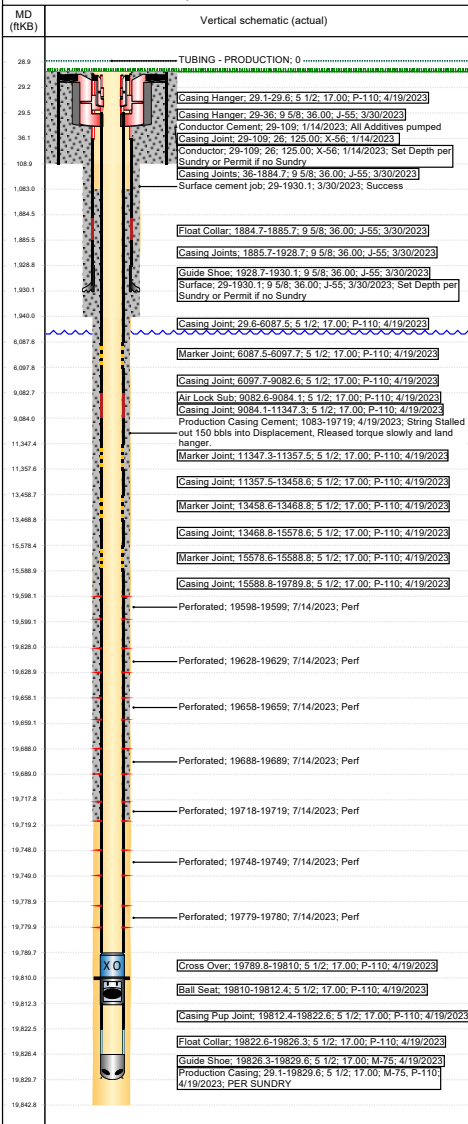 MD
(ftKB)
Vertical schematic (actual)
28.9
29.2
29.5
36.1
108.9
1,083.0
1,884.5
1,885.5
1,928.8
1,930.1
1,940.0
6,087.6
6,097.8
9,082.7
9,084.0
11,347.4
11,357.6
13,458.7
13,468.8
15,578.4
15,588.9
19,598.1
19,599.1
19,628.0
19,628.9
19,658.1
19,659.1
19,688.0
19,689.0
19,717.8
19,719.2
19,748.0
19,749.0
19,778.9
19,779.9
19,789.7
19,810.0
19,812.3
19,822.5
19,826.4
19,829.7
19,842.8
TUBING - PRODUCTION; 0
Casing Hanger; 29.1-29.6; 5 1/2; 17.00; P-110; 4/19/2023
Casing Hanger; 29-36; 9 5/8; 36.00; J-55; 3/30/2023
Conductor Cement; 29-109; 1/14/2023; All Additives pumped
Casing Joint; 29-109; 26; 125.00; X-56; 1/14/2023
Conductor; 29-109; 26; 125.00; X-56; 1/14/2023; Set Depth per
Sundry or Permit if no Sundry
Casing Joints; 36-1884.7; 9 5/8; 36.00; J-55; 3/30/2023
Surface cement job; 29-1930.1; 3/30/2023; Success
Float Collar; 1884.7-1885.7; 9 5/8; 36.00; J-55; 3/30/2023
Casing Joints; 1885.7-1928.7; 9 5/8; 36.00; J-55; 3/30/2023
Guide Shoe; 1928.7-1930.1; 9 5/8; 36.00; J-55; 3/30/2023
Surface; 29-1930.1; 9 5/8; 36.00; J-55; 3/30/2023; Set Depth per
Sundry or Permit if no Sundry
Casing Joint; 29.6-6087.5; 5 1/2; 17.00; P-110; 4/19/2023
Marker Joint; 6087.5-6097.7; 5 1/2; 17.00; P-110; 4/19/2023
Casing Joint; 6097.7-9082.6; 5 1/2; 17.00; P-110; 4/19/2023
Air Lock Sub; 9082.6-9084.1; 5 1/2; 17.00; P-110; 4/19/2023
Casing Joint; 9084.1-11347.3; 5 1/2; 17.00; P-110; 4/19/2023
Production Casing Cement; 1083-19719; 4/19/2023; String Stalled
out 150 bbls into Displacement, Rleased torque slowly and land
hanger.
Marker Joint; 11347.3-11357.5; 5 1/2; 17.00; P-110; 4/19/2023
Casing Joint; 11357.5-13458.6; 5 1/2; 17.00; P-110; 4/19/2023
Marker Joint; 13458.6-13468.8; 5 1/2; 17.00; P-110; 4/19/2023
Casing Joint; 13468.8-15578.6; 5 1/2; 17.00; P-110; 4/19/2023
Marker Joint; 15578.6-15588.8; 5 1/2; 17.00; P-110; 4/19/2023
Casing Joint; 15588.8-19789.8; 5 1/2; 17.00; P-110; 4/19/2023
Perforated; 19598-19599; 7/14/2023; Perf
Perforated; 19628-19629; 7/14/2023; Perf
Perforated; 19658-19659; 7/14/2023; Perf
Perforated; 19688-19689; 7/14/2023; Perf
Perforated; 19718-19719; 7/14/2023; Perf
Perforated; 19748-19749; 7/14/2023; Perf
Perforated; 19779-19780; 7/14/2023; Perf
XO
Cross Over; 19789.8-19810; 5 1/2; 17.00; P-110; 4/19/2023
Ball Seat; 19810-19812.4; 5 1/2; 17.00; P-110; 4/19/2023
Casing Pup Joint; 19812.4-19822.6; 5 1/2; 17.00; P-110; 4/19/2023
Float Collar; 19822.6-19826.3; 5 1/2; 17.00; P-110; 4/19/2023
Guide Shoe; 19826.3-19829.6; 5 1/2; 17.00; M-75; 4/19/2023
Production Casing; 29.1-19829.6; 5 1/2; 17.00; M-75, P-110;
4/19/2023; PER SUNDRY